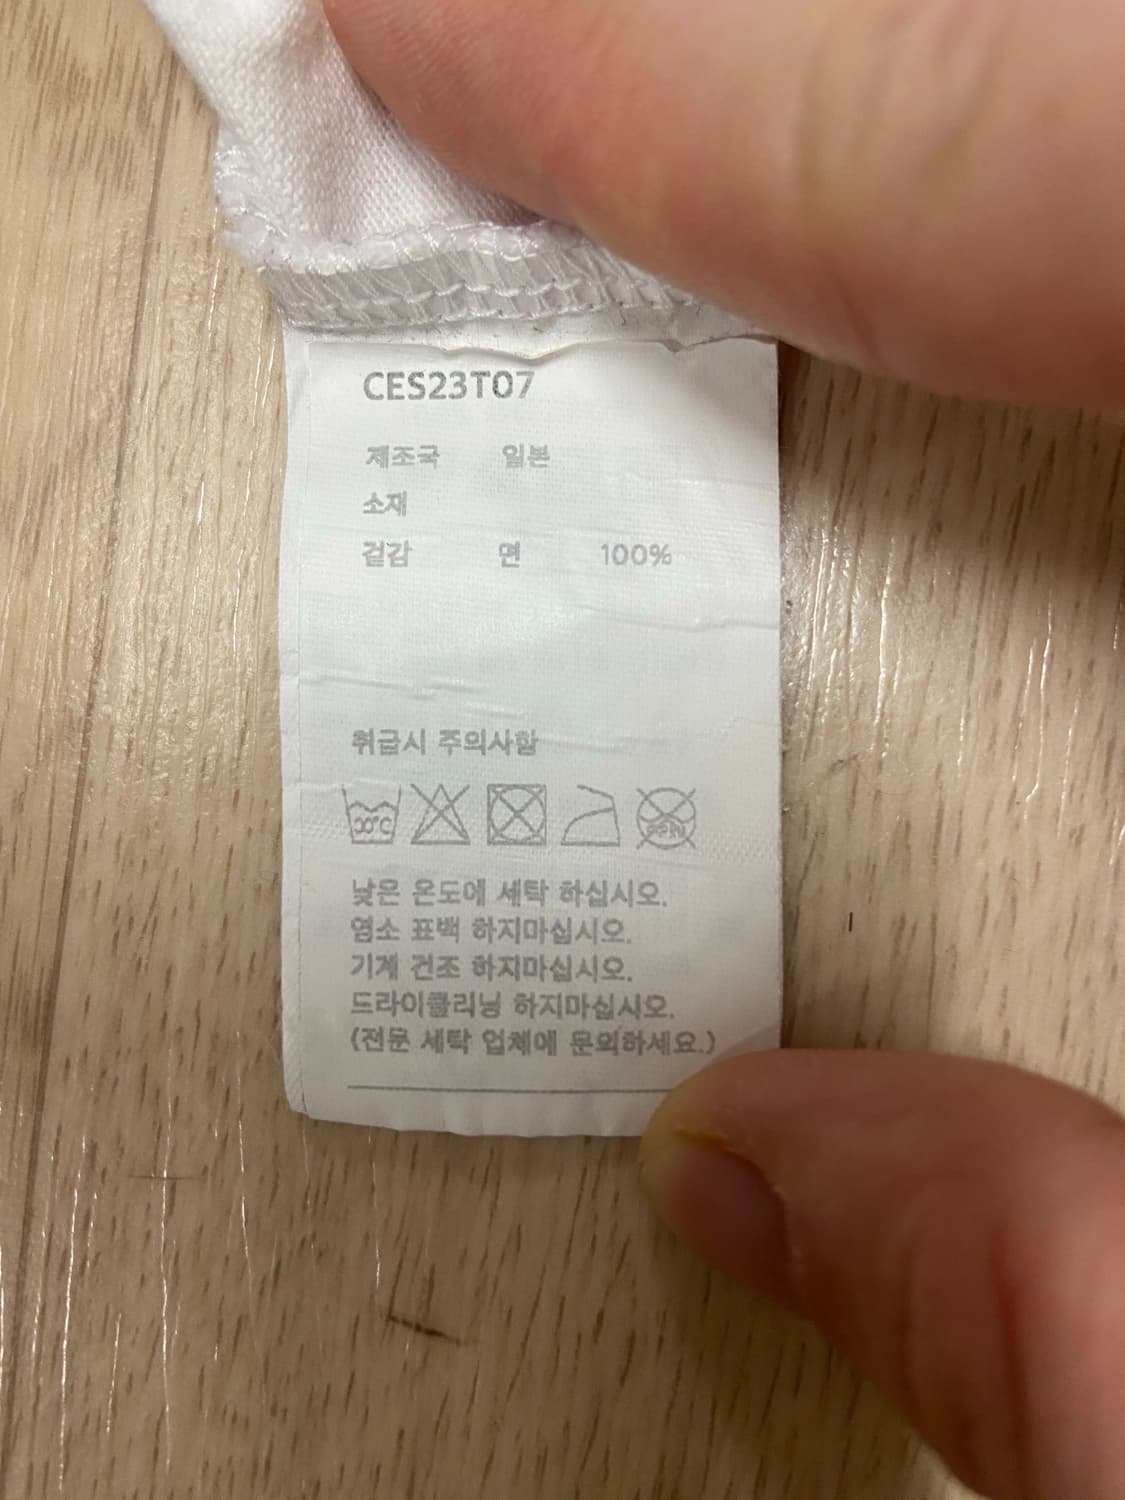 CES23T07
제조국 일본
소재
겉감 면 100%
취급시 주의사항
30°C
낮은 온도에 세탁 하십시오.
염소 표백 하지마십시오.
기계 건조 하지마십시오.
드라이클리닝 하지마십시오.
(전문 세탁 업체에 문의하세요.)